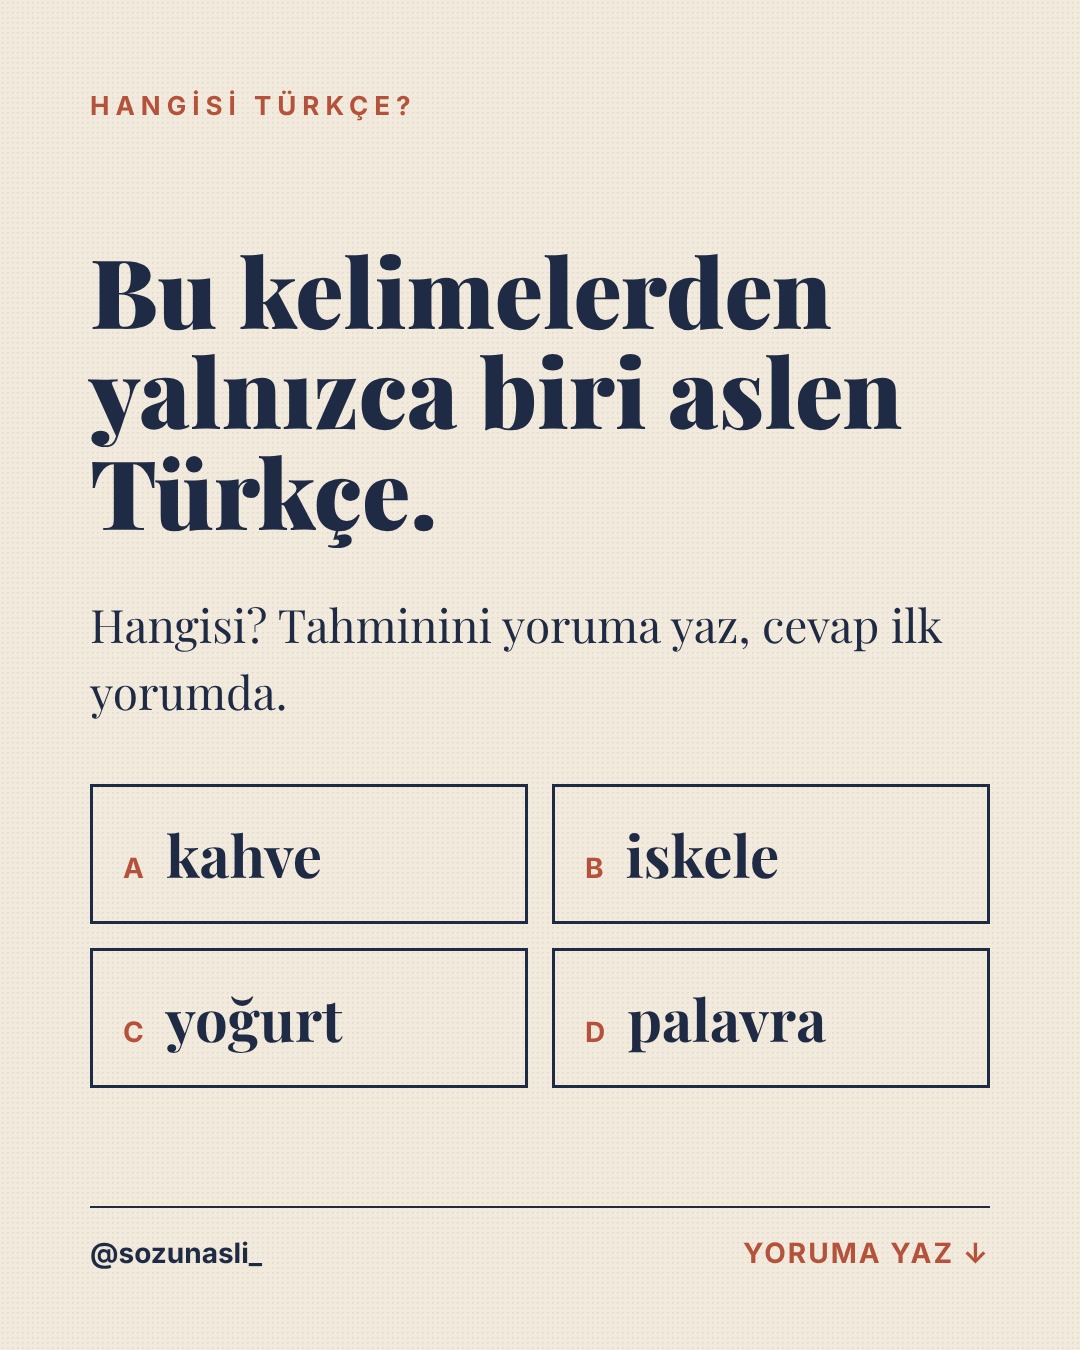 HANGİSİ TÜRKÇE?
Bu kelimelerden
yalnızca biri aslen
Türkçe.
Hangisi? Tahminini yoruma yaz, cevap ilk
yorumda.
A kahve
B iskele
C yoğurt
D palavra
@sozunasli_
YORUMA YAZ ↓